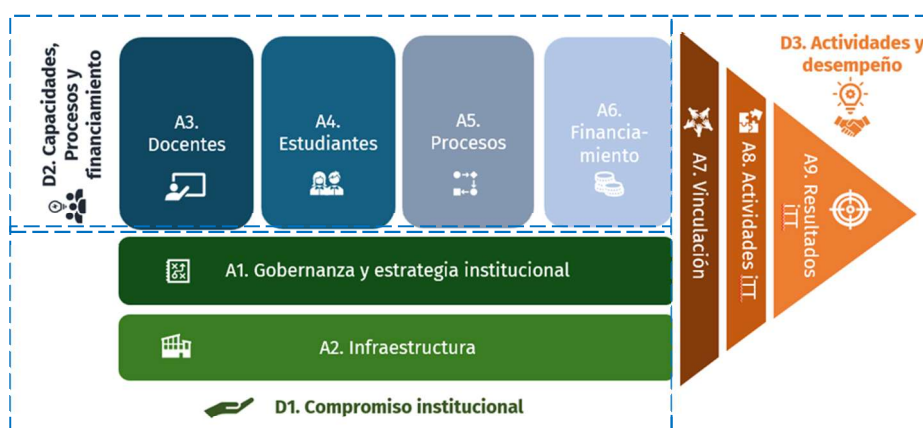 D2. Capacidades,
Procesos y
financiamiento
A3.
Docentes
A4.
Estudiantes
A5.
Procesos
A6.
Financia-
miento
A1. Gobernanza y estrategia institucional
A2. Infraestructura
D1. Compromiso institucional
D3. Actividades y
desempeño
A7. Vinculación
A8. Actividades iTT
A9. Resultados
iTT